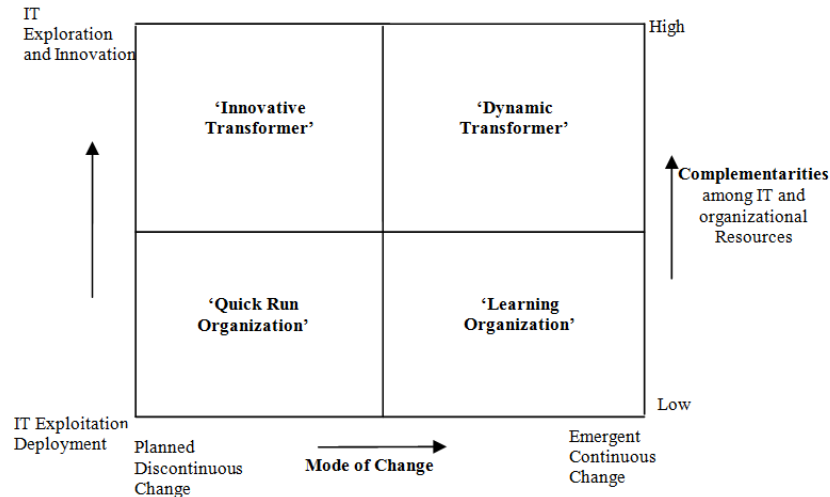 IT
Exploration
and Innovation
High
‘Innovative
Transformer’
‘Dynamic
Transformer’
Complementarities
among IT and
organizational
Resources
‘Quick Run
Organization’
‘Learning
Organization’
Low
IT Exploitation
Deployment
Planned
Discontinuous
Change
Mode of Change
Emergent
Continuous
Change